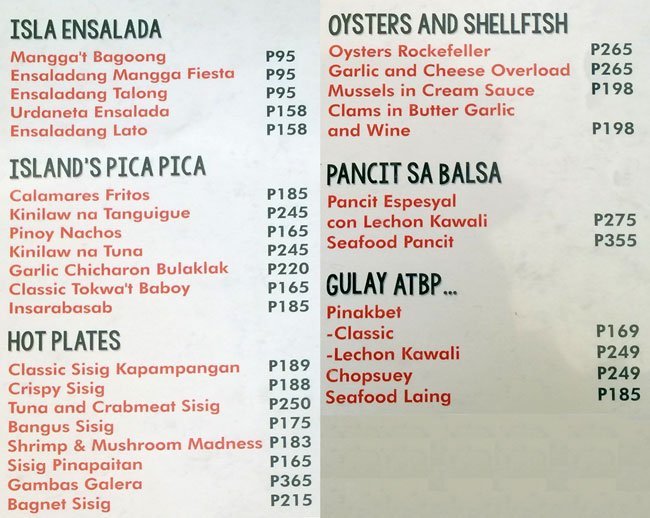 ISLA ENSALADA
Mangga't Bagoong P95
Ensaladang Mangga Fiesta P95
Ensaladang Talong P95
Urdaneta Ensalada P158
Ensaladang Lato P158
ISLAND'S PICA PICA
Calamares Fritos P185
Kinilaw na Tanguigue P245
Pinoy Nachos P165
Kinilaw na Tuna P245
Garlic Chicharon Bulaklak P220
Classic Tokwa't Baboy P165
Insarabasab P185
HOT PLATES
Classic Sisig Kapampangan P189
Crispy Sisig P188
Tuna and Crabmeat Sisig P250
Bangus Sisig P175
Shrimp & Mushroom Madness P183
Sisig Pinapaitan P165
Gambas Galera P365
Bagnet Sisig P215
OYSTERS AND SHELLFISH
Oysters Rockefeller P265
Garlic and Cheese Overload P265
Mussels in Cream Sauce P198
Clams in Butter Garlic
and Wine P198
PANCIT SA BALSA
Pancit Espesyal
con Lechon Kawali P275
Seafood Pancit P355
GULAY ATBP...
Pinakbet
-Classic P169
-Lechon Kawali P249
Chopsuey P249
Seafood Laing P185